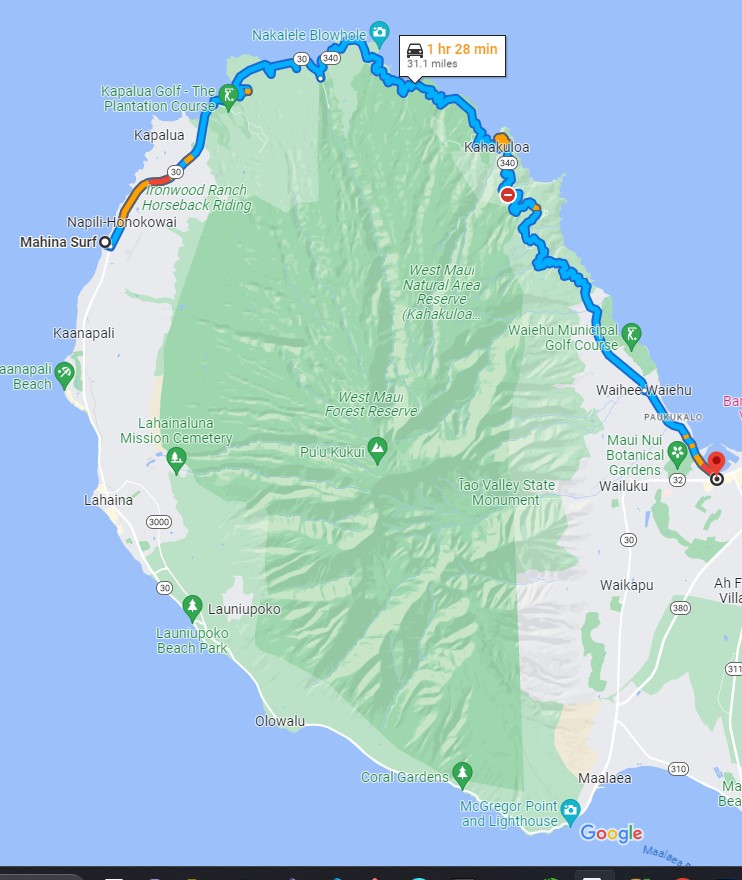 Nakalele Blowhole
30
340
1 hr 28 min
31.1 miles
Kapalua Golf - The
Plantation Course
Kapalua
Kahakuloa
340
30
Ironwood Ranch
Horseback Riding
Napili-Honokowai
Mahina Surf
West Maui
Natural Area
Reserve
(Kahakuloa...
Kaanapali
Waiehu Municipal
Golf Course
aanapali
Beach
Waihee-Waiehu
West Maui
Forest Reserve
PAUKUKALO
Lahainaluna
Mission Cemetery
Pu'u Kukui
Maui Nui
Botanical
Gardens
32
Wailuku
ʻĪao Valley State
Monument
Lahaina
3000
30
30
Waikapu
Ah F
Villa
Launiupoko
380
Launiupoko
Beach Park
311
Olowalu
310
Coral Gardens
Maalaea
Ma
Bea
McGregor Point
and Lighthouse
Google
Maalaea